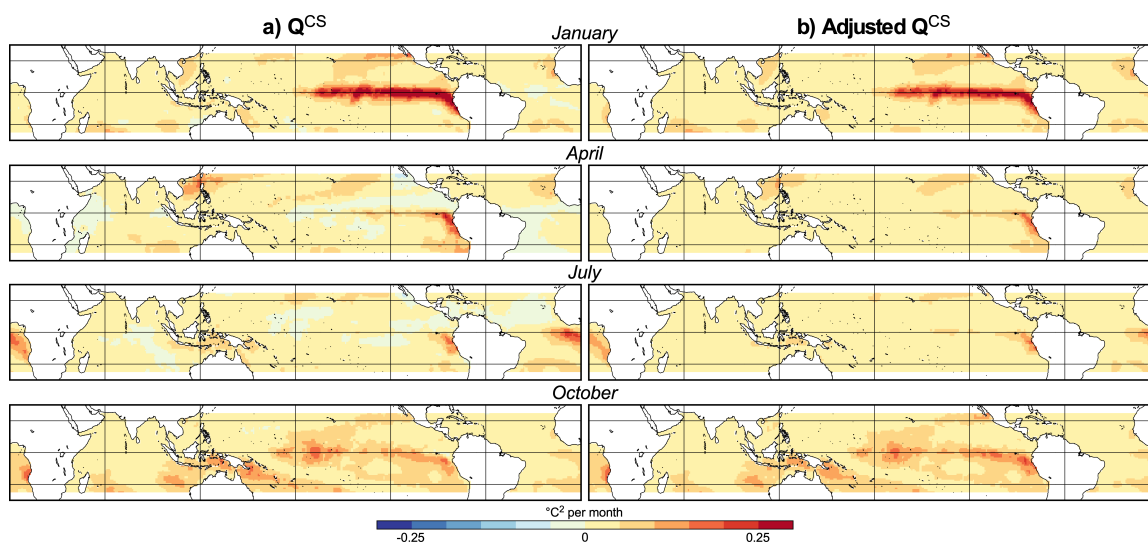 a) Q^CS
b) Adjusted Q^CS
January
April
July
October
°C² per month
-0.25 0 0.25